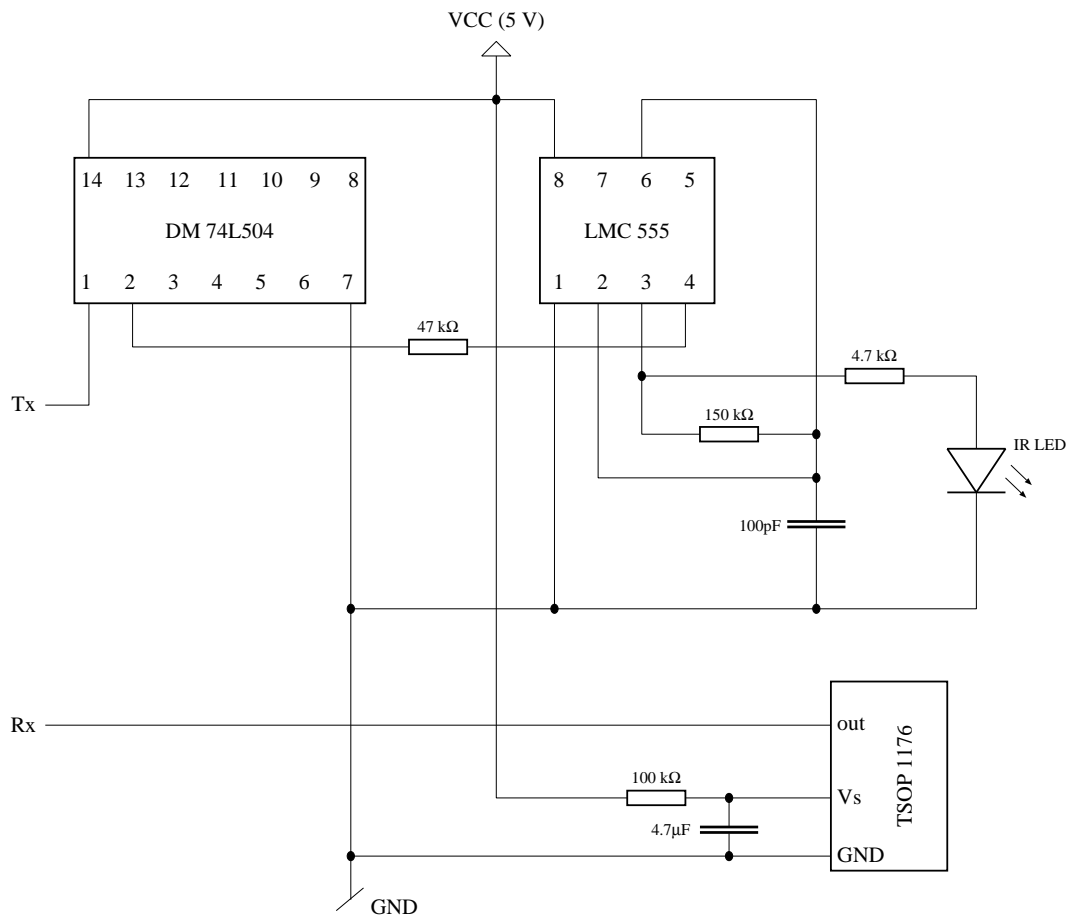 VCC (5 V)
14 13 12 11 10 9 8
DM 74L504
1 2 3 4 5 6 7
8 7 6 5
LMC 555
1 2 3 4
47 kΩ
4.7 kΩ
Tx
150 kΩ
IR LED
100pF
Rx
out
TSOP 1176
100 kΩ
Vs
4.7µF
GND
GND